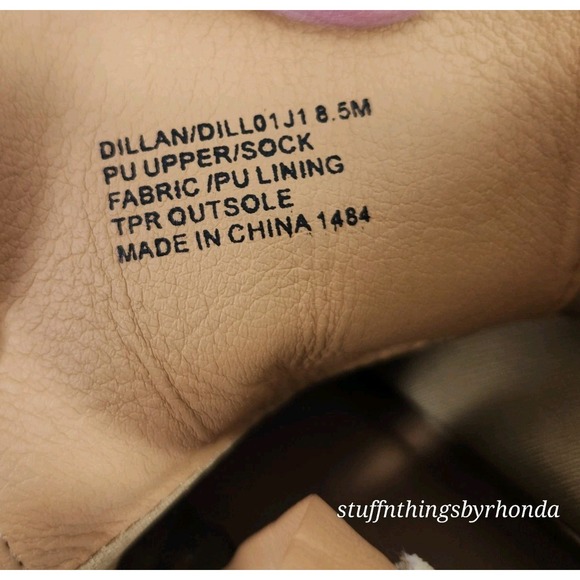 DILLAN/DILL01J1 8.5M
PU UPPER/SOCK
FABRIC /PU LINING
TPR OUTSOLE
MADE IN CHINA 1484
stuffnthingsbyrhonda